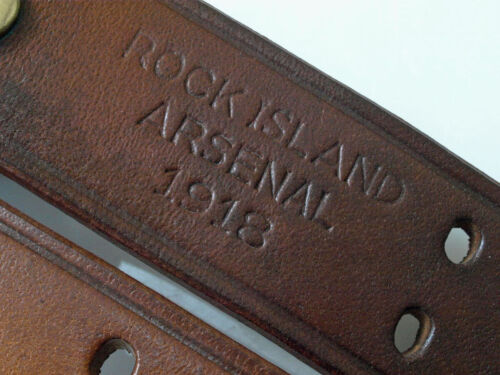 ROCK ISLAND
ARSENAL
1918